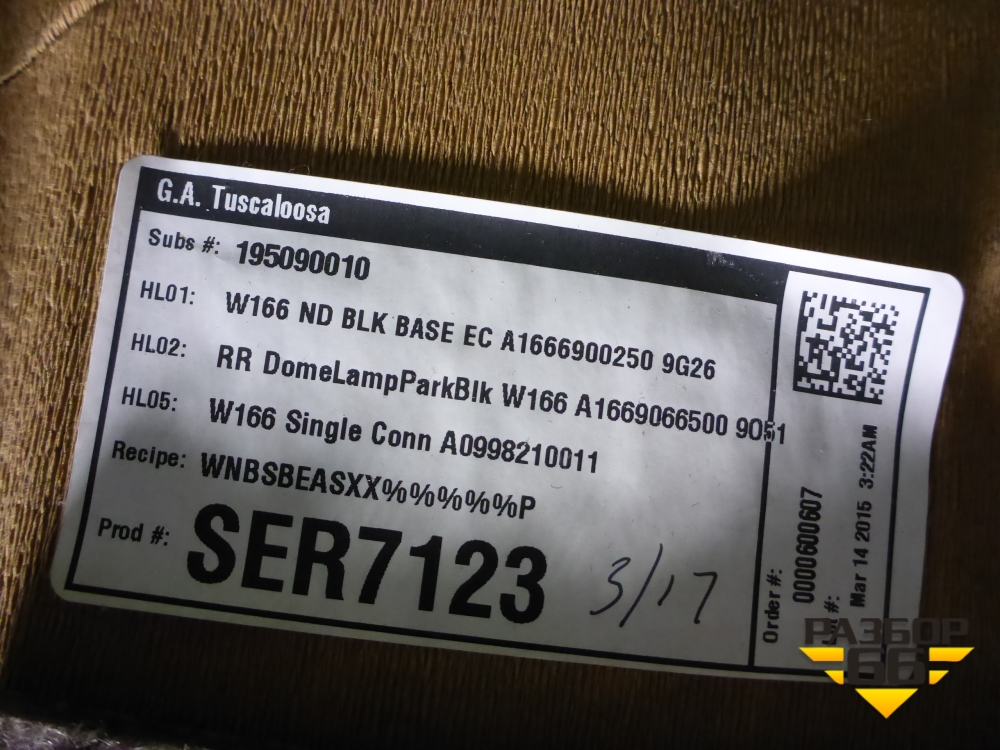 G.A. Tuscaloosa
Subs #: 195090010
HL01: W166 ND BLK BASE EC A1666900250 9G26
HL02: RR DomeLampParkBlk W166 A1669066500 9051
HL05: W166 Single Conn A0998210011
Recipe: WNBSBEASXX%%%%%%P
Prod #: SER7123
3/17
Order #: 0000600607
Mar 14 2015 3:22AM
РАЗБОР
66